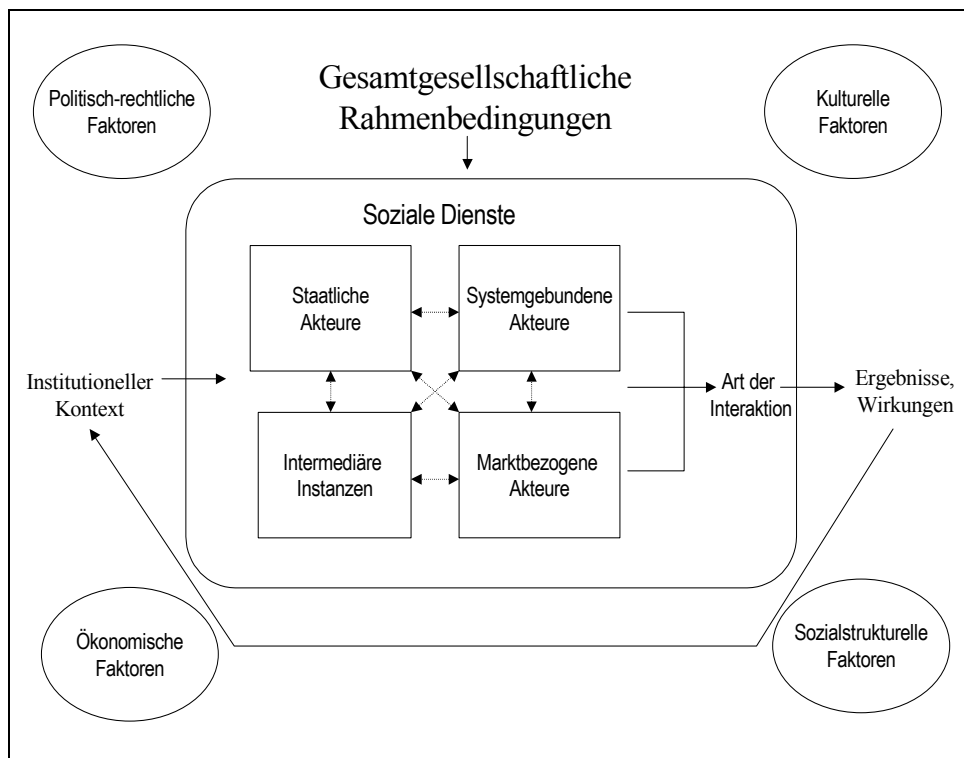 Politisch-rechtliche
Faktoren
Gesamtgesellschaftliche
Rahmenbedingungen
Kulturelle
Faktoren
Soziale Dienste
Staatliche
Akteure
Systemgebundene
Akteure
Institutioneller
Kontext
Art der
Interaktion
Ergebnisse,
Wirkungen
Intermediäre
Instanzen
Marktbezogene
Akteure
Ökonomische
Faktoren
Sozialstrukturelle
Faktoren